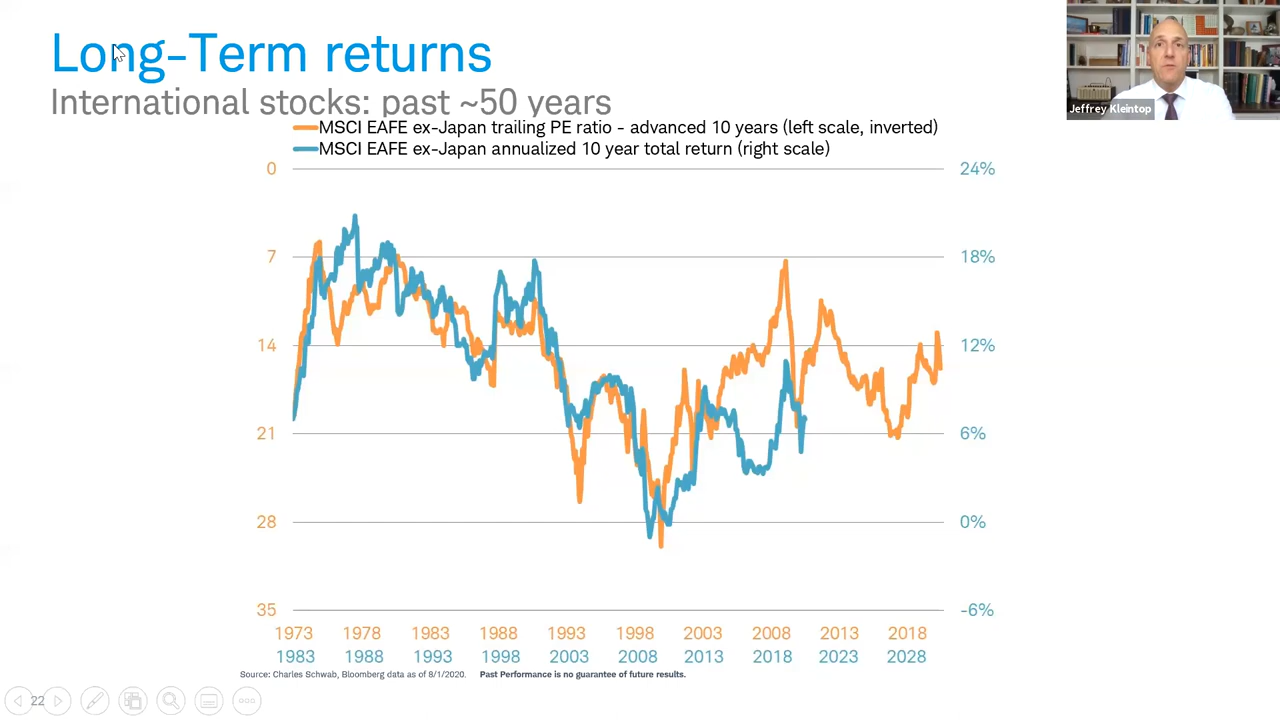 Long-Term returns
International stocks: past ~50 years
MSCI EAFE ex-Japan trailing PE ratio - advanced 10 years (left scale, inverted)
MSCI EAFE ex-Japan annualized 10 year total return (right scale)
0 24%
7 18%
14 12%
21 6%
28 0%
35 -6%
1973 1978 1983 1988 1993 1998 2003 2008 2013 2018
1983 1988 1993 1998 2003 2008 2013 2018 2023 2028
Source: Charles Schwab, Bloomberg data as of 8/1/2020. Past Performance is no guarantee of future results.
22
Jeffrey Kleintop